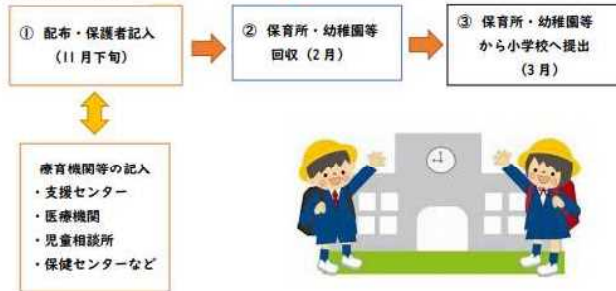 ① 配布・保護者記入
(11月下旬)
② 保育所・幼稚園等
回収(2月)
③ 保育所・幼稚園等
から小学校へ提出
(3月)
療育機関等の記入
・支援センター
・医療機関
・児童相談所
・保健センターなど